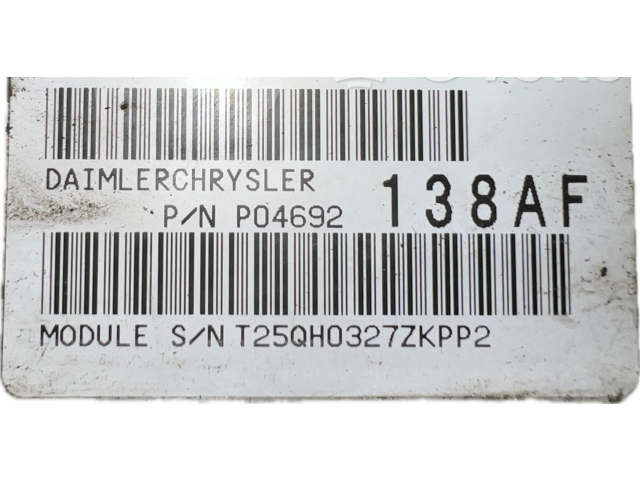 DAIMLERCHRYSLER
P/N P04692 138AF
MODULE S/N T25QH0327ZKPP2